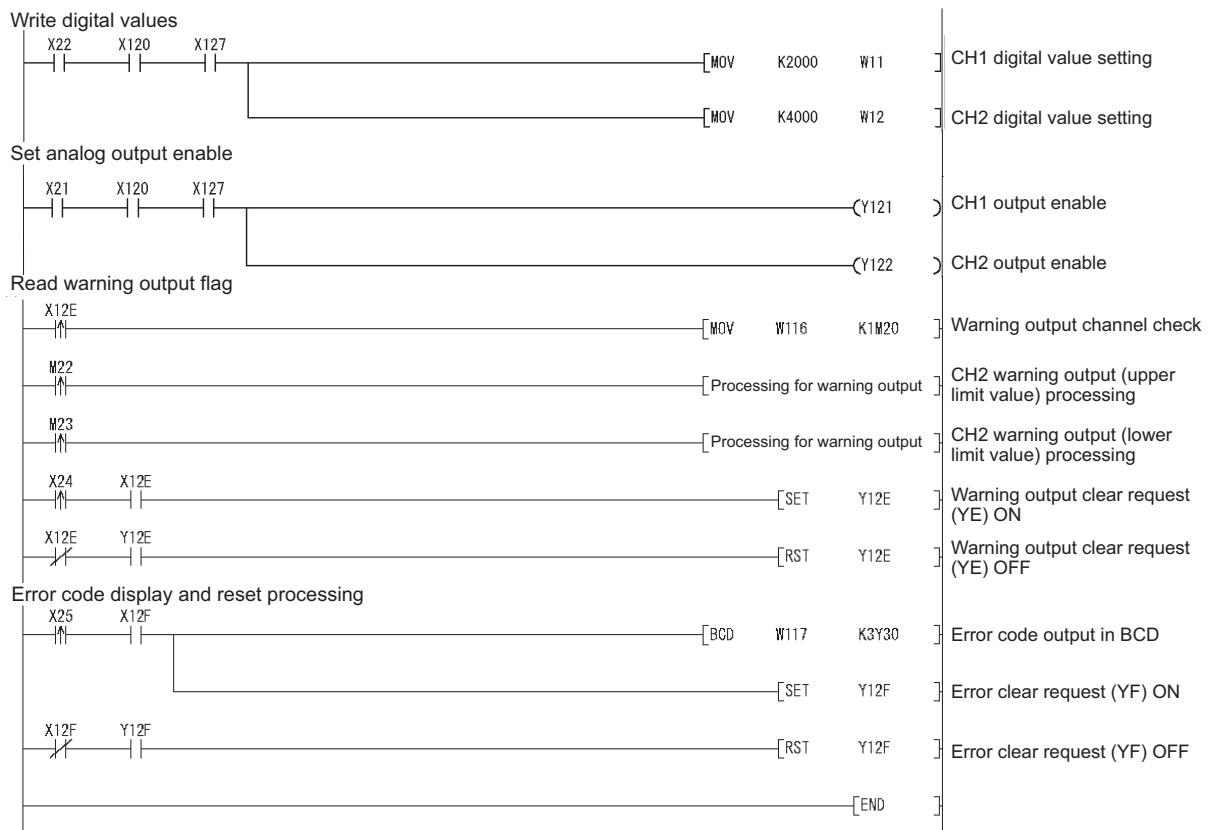 Write digital values
X22 X120 X127
MOV K2000 W11 CH1 digital value setting
MOV K4000 W12 CH2 digital value setting
Set analog output enable
X21 X120 X127
Y121 CH1 output enable
Y122 CH2 output enable
Read warning output flag
X12E
MOV W116 K1M20 Warning output channel check
M22
Processing for warning output CH2 warning output (upper
limit value) processing
M23
Processing for warning output CH2 warning output (lower
limit value) processing
X24 X12E
SET Y12E Warning output clear request
(YE) ON
X12E Y12E
RST Y12E Warning output clear request
(YE) OFF
Error code display and reset processing
X25 X12F
BCD W117 K3Y30 Error code output in BCD
SET Y12F Error clear request (YF) ON
X12F Y12F
RST Y12F Error clear request (YF) OFF
END